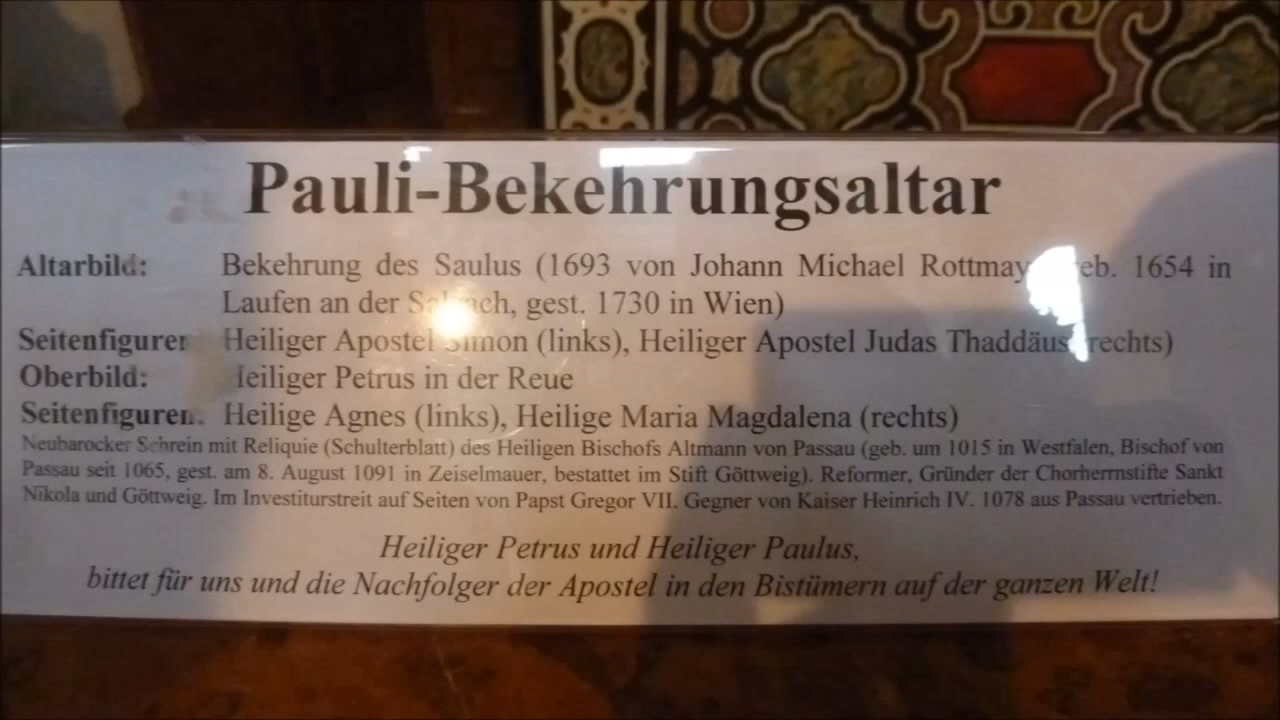 Pauli-Bekehrungsaltar
Altarbild: Bekehrung des Saulus (1693 von Johann Michael 1654 in
Laufen an der gest. 1730 in Wien)
Seitenfiguren Heiliger Apostel Simon (links), Heiliger Apostel Judas Thaddäus rechts)
Oberbild: Heiliger Petrus in der Reue
Seitenfiguren: Heilige Agnes (links), Heilige Maria Magdalena (rechts)
Neubarocker Schrein mit Reliquie (Schulterblatt) des Heiligen Bischofs Altmann von Passau (geb. um 1015 in Westfalen, Bischof von
Passau seit 1065, gest. am 8. August 1091 in Zeiselmauer, bestattet im Stift Göttweig). Reformer, Gründer der Chorherrnstifte Sankt
Nikola und Göttweig. Im Investiturstreit auf Seiten von Papst Gregor VII. Gegner von Kaiser Heinrich IV. 1078 aus Passau vertrieben.
Heiliger Petrus und Heiliger Paulus,
bittet für uns und die Nachfolger der Apostel in den Bistümern auf der ganzen Welt!